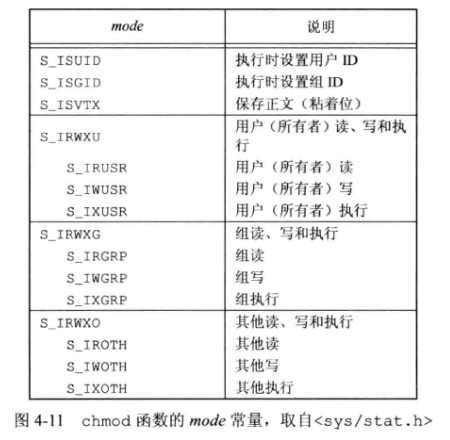 mode 说明
S_ISUID 执行时设置用户 ID
S_ISGID 执行时设置组 ID
S_ISVTX 保存正文（粘着位）
S_IRWXU 用户（所有者）读、写和执
行
S_IRUSR 用户（所有者）读
S_IWUSR 用户（所有者）写
S_IXUSR 用户（所有者）执行
S_IRWXG 组读、写和执行
S_IRGRP 组读
S_IWGRP 组写
S_IXGRP 组执行
S_IRWXO 其他读、写和执行
S_IROTH 其他读
S_IWOTH 其他写
S_IXOTH 其他执行
图 4-11 chmod 函数的 mode 常量，取自<sys/stat.h>